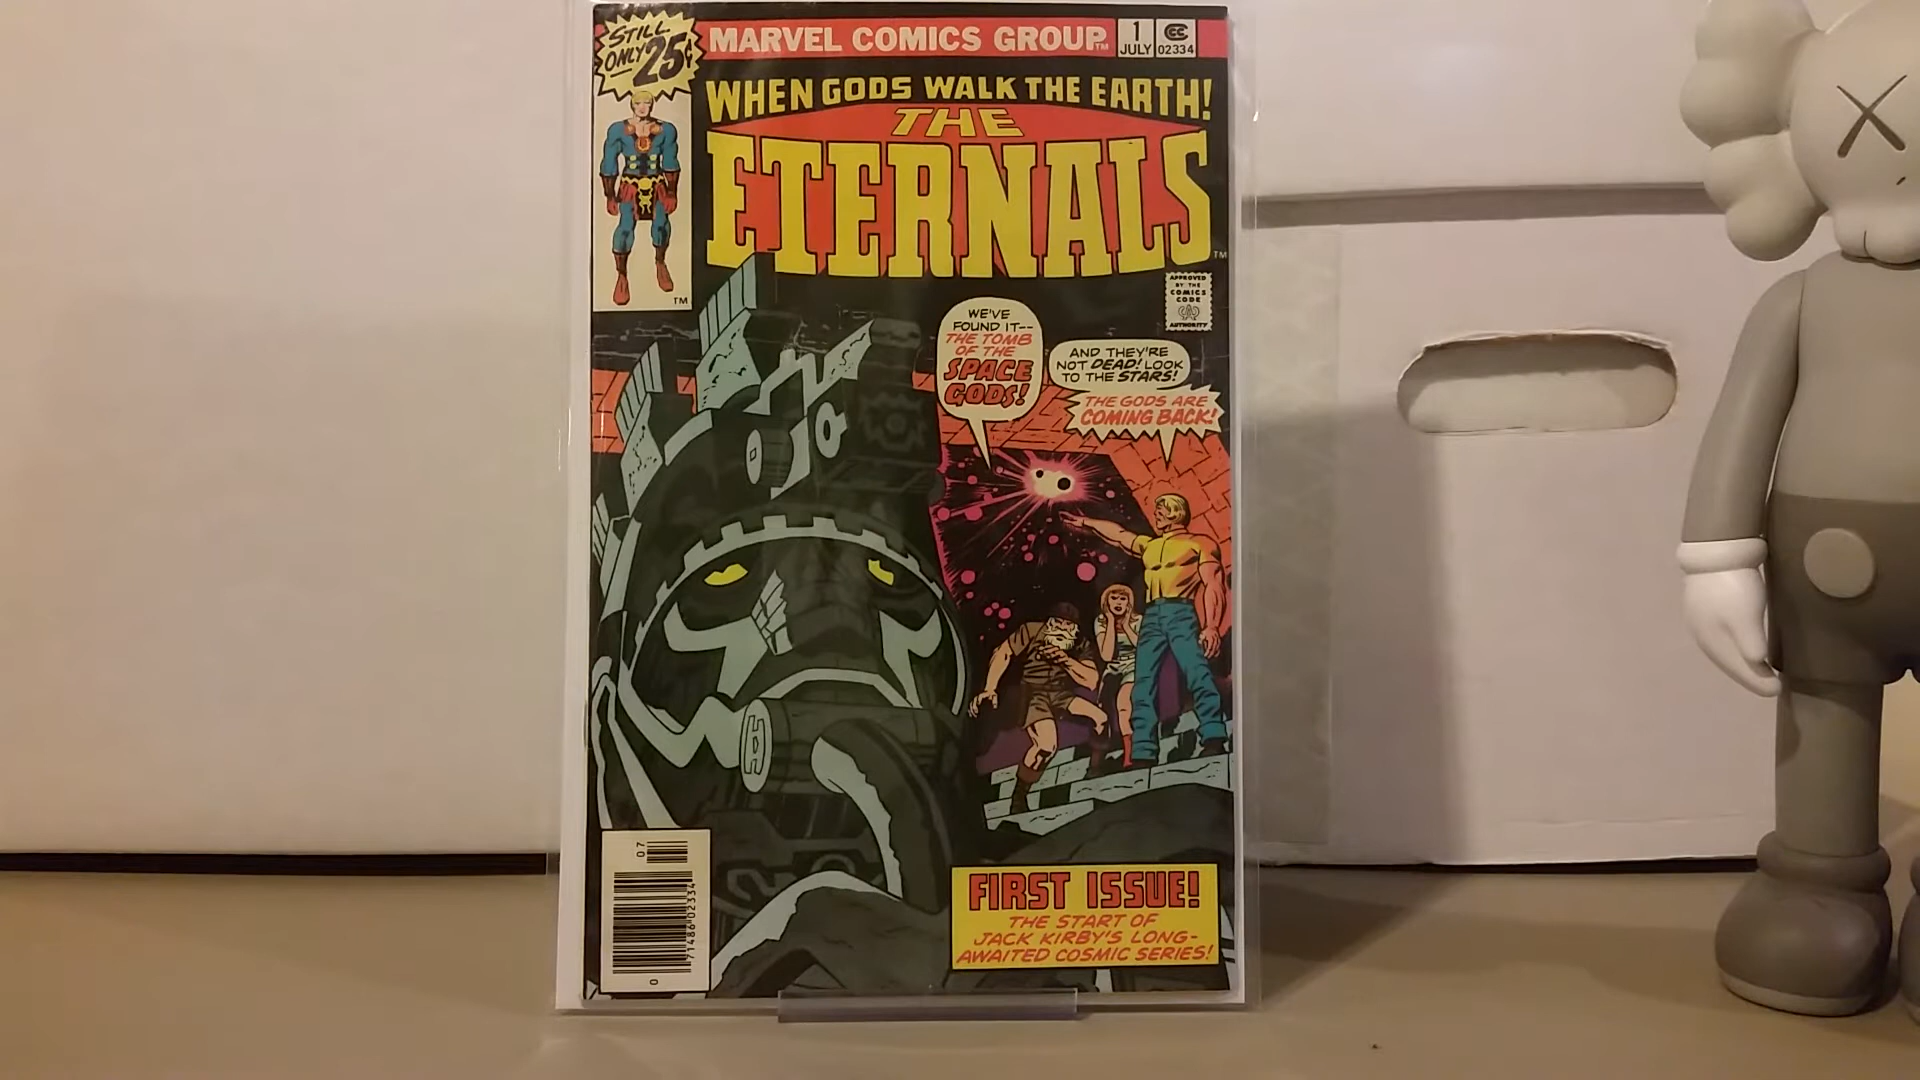 STILL
ONLY 25¢
MARVEL COMICS GROUP™
1
JULY
CC
02334
WHEN GODS WALK THE EARTH!
THE
ETERNALS™
TM
APPROVED
BY THE
COMICS
CODE
AUTHORITY
WE'VE
FOUND IT--
THE TOMB
OF THE
SPACE
GODS!
AND THEY'RE
NOT DEAD! LOOK
TO THE STARS!
THE GODS ARE
COMING BACK!
FIRST ISSUE!
THE START OF
JACK KIRBY'S LONG-
AWAITED COSMIC SERIES!
07
71486 02334
0